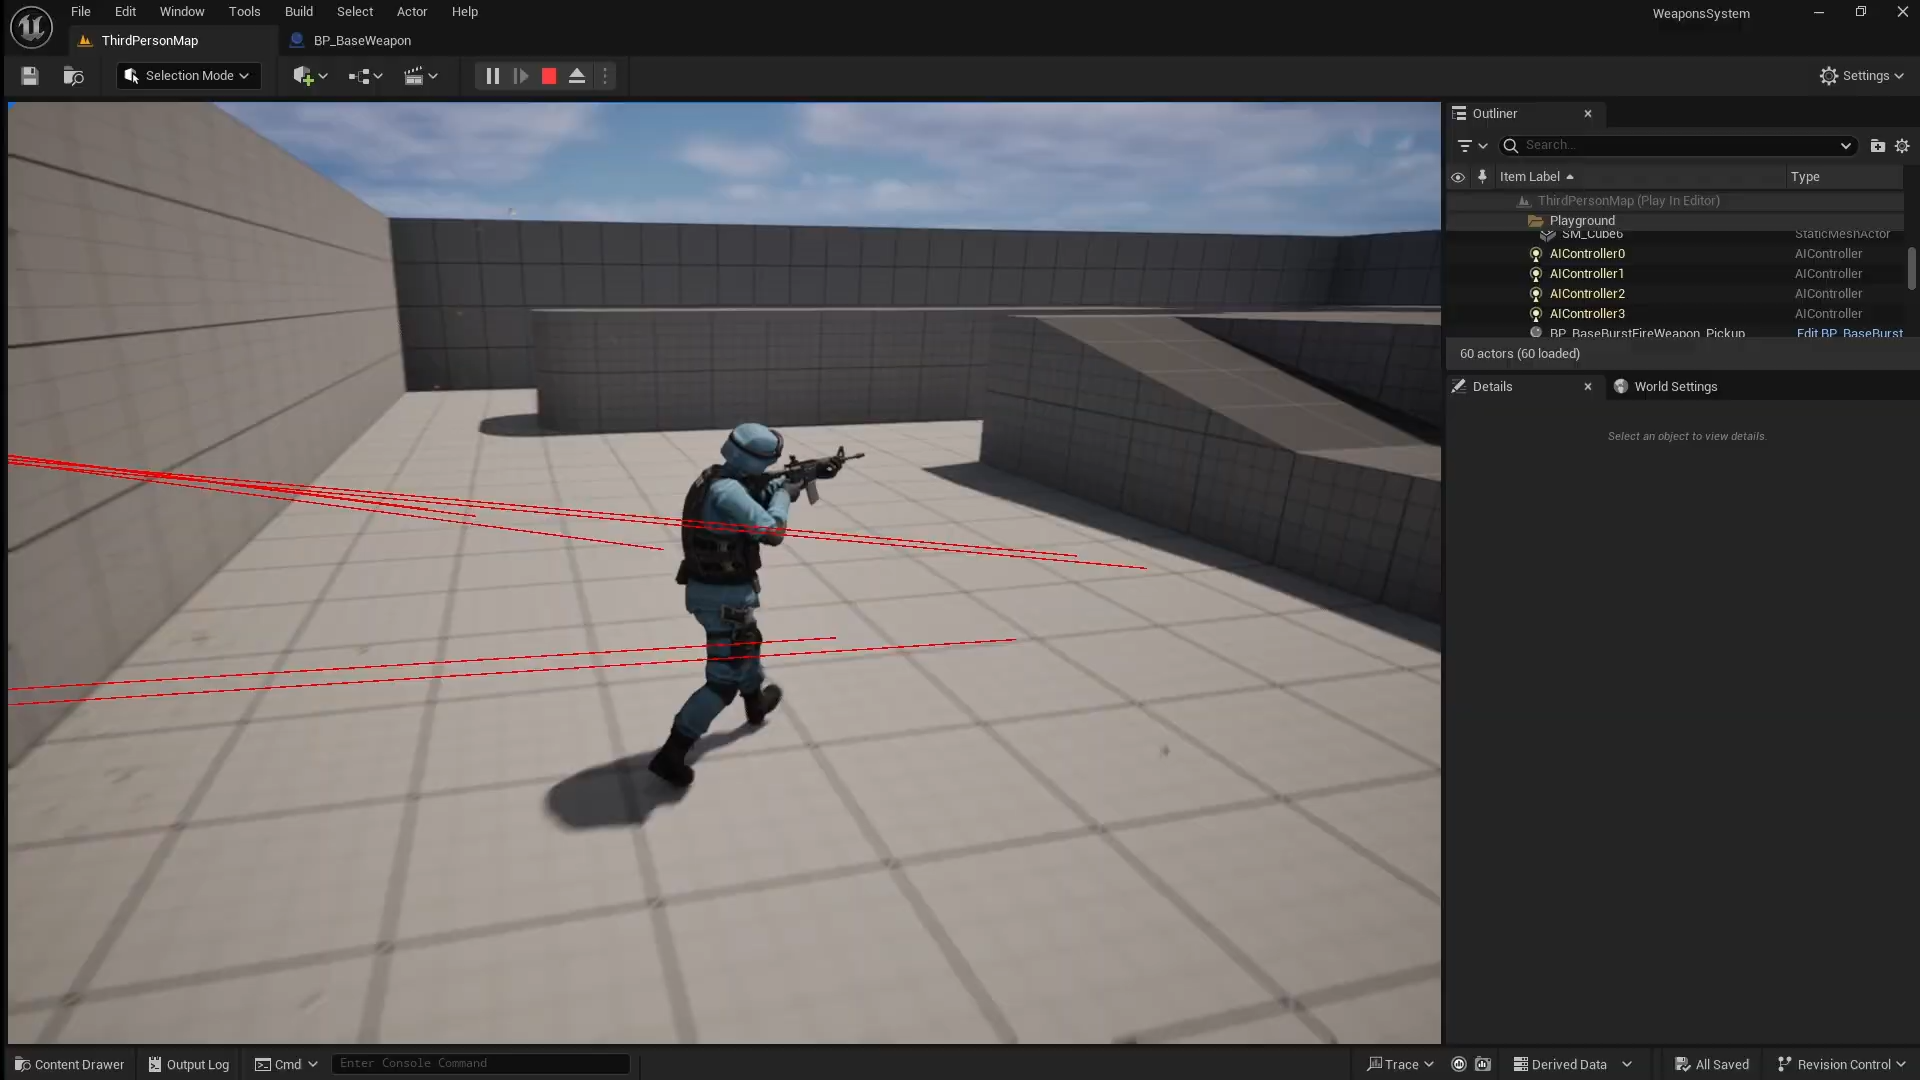 File Edit Window Tools Build Select Actor Help
WeaponsSystem
ThirdPersonMap
BP_BaseWeapon
Selection Mode
Settings
Outliner
Search...
Item Label Type
ThirdPersonMap (Play In Editor)
Playground
SM_Cube6 StaticMeshActor
AIController0 AIController
AIController1 AIController
AIController2 AIController
AIController3 AIController
BP_BaseBurstFireWeapon_Pickup Edit BP_BaseBurst
60 actors (60 loaded)
Details
World Settings
Select an object to view details.
Content Drawer Output Log Cmd Enter Console Command Trace Derived Data All Saved Revision Control